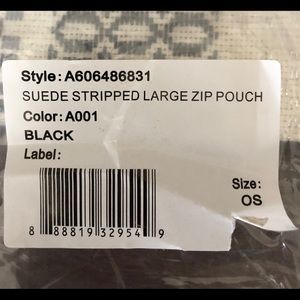 Style: A606486831
SUEDE STRIPPED LARGE ZIP POUCH
Color: A001
BLACK
Label:
Size:
OS
8 88819 32954 9